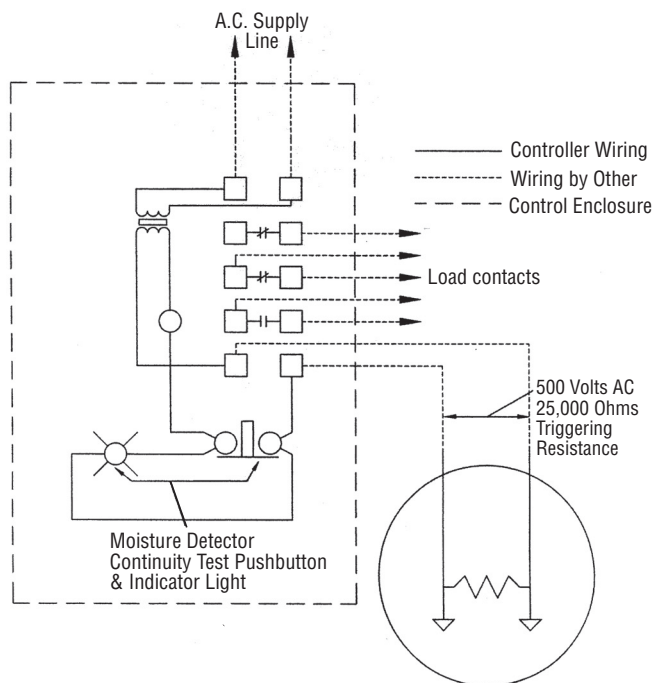 A.C. Supply
Line
Controller Wiring
Wiring by Other
Control Enclosure
Load contacts
500 Volts AC
25,000 Ohms
Triggering
Resistance
Moisture Detector
Continuity Test Pushbutton
& Indicator Light